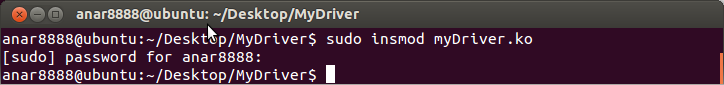 anar8888@ubuntu: ~/Desktop/MyDriver
anar8888@ubuntu:~/Desktop/MyDriver$ sudo insmod myDriver.ko
[sudo] password for anar8888:
anar8888@ubuntu:~/Desktop/MyDriver$